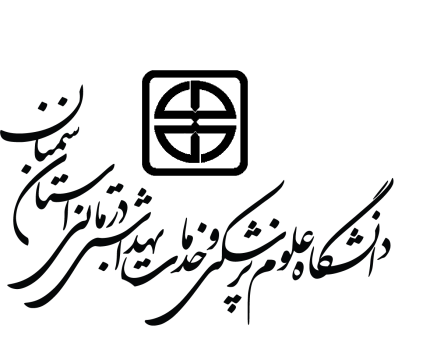 دانشگاه علوم پزشکی و خدمات بهداشتی درمانی استان سمنان